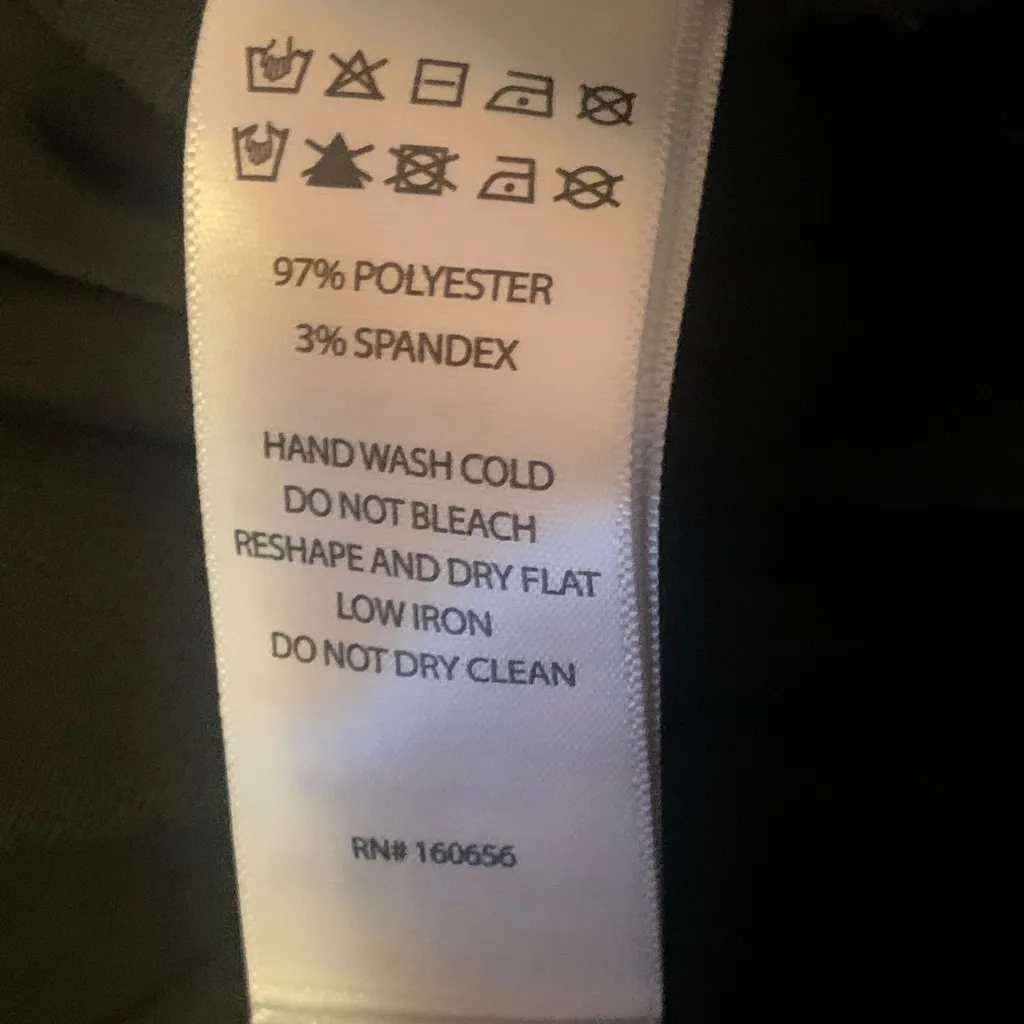 97% POLYESTER
3% SPANDEX
HAND WASH COLD
DO NOT BLEACH
RESHAPE AND DRY FLAT
LOW IRON
DO NOT DRY CLEAN
RN# 160656